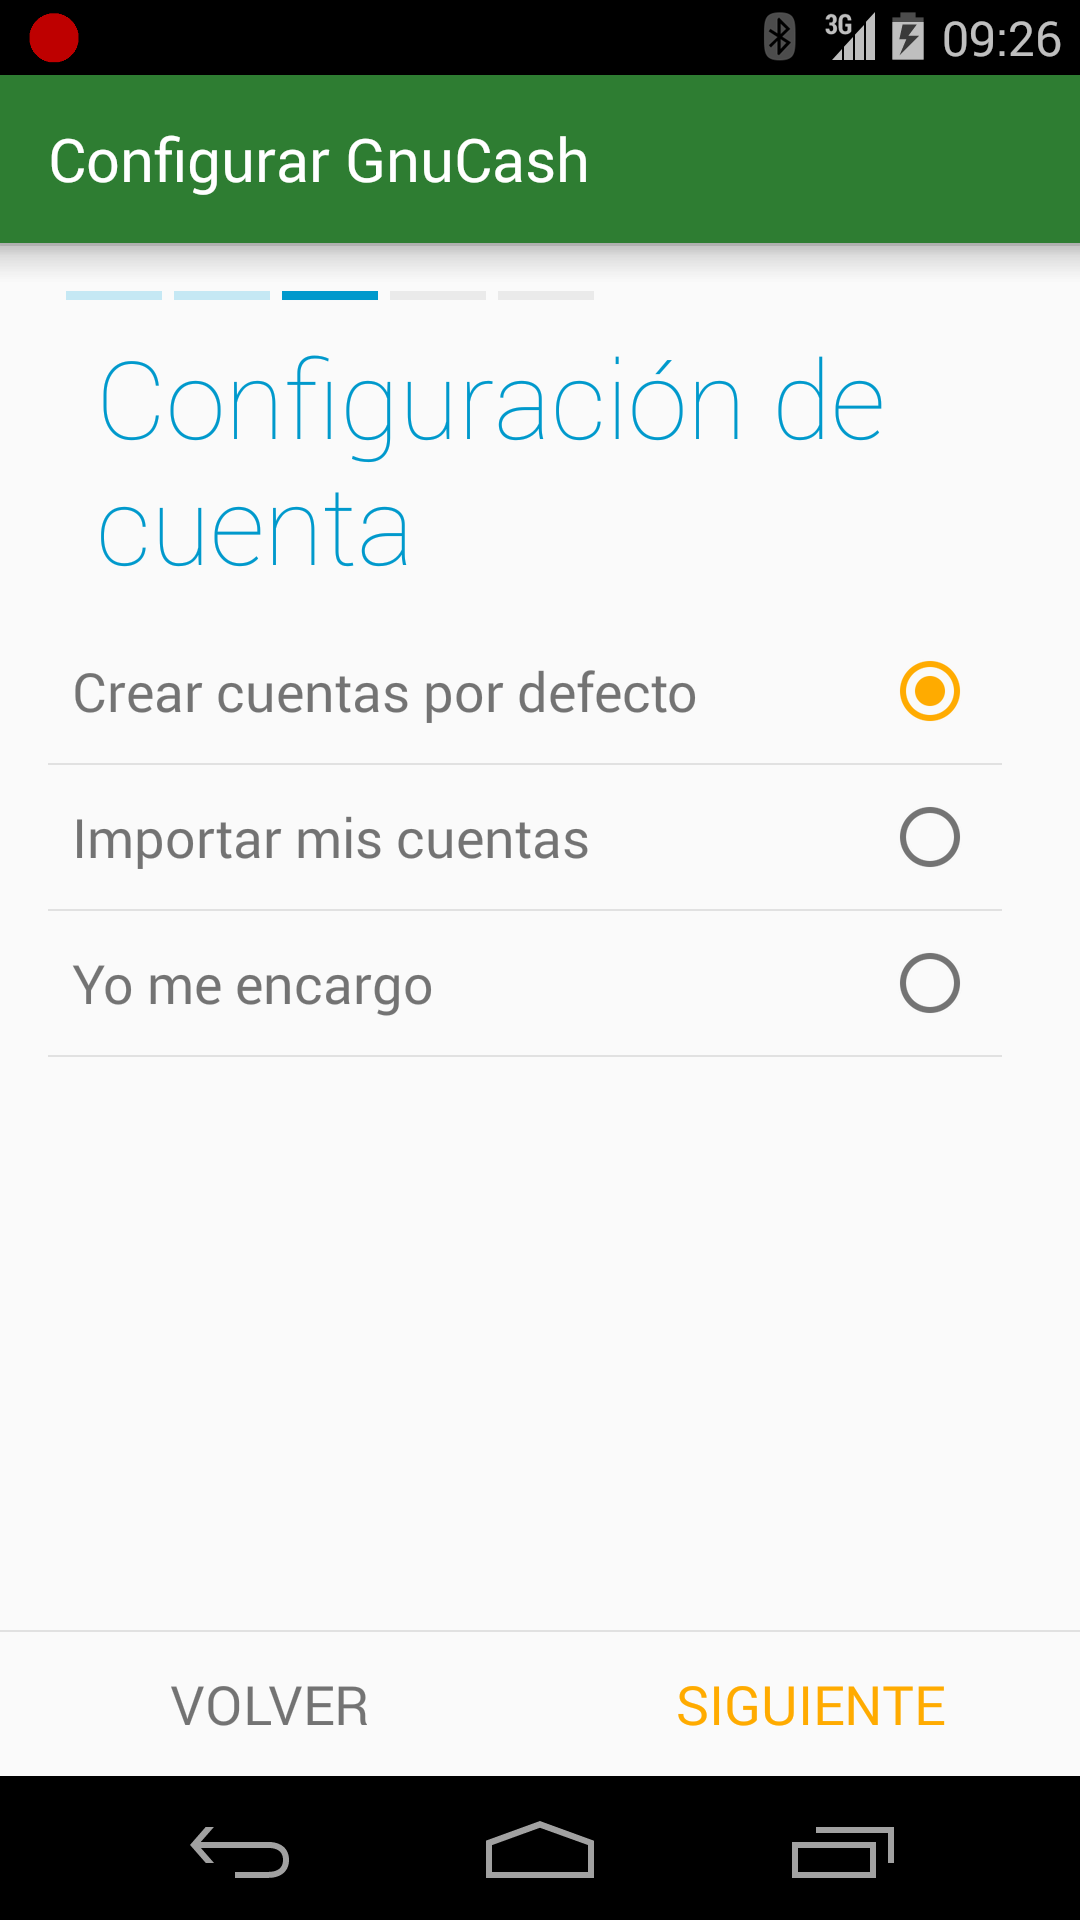 3G 09:26
Configurar GnuCash
Configuración de
cuenta
Crear cuentas por defecto
Importar mis cuentas
Yo me encargo
VOLVER SIGUIENTE